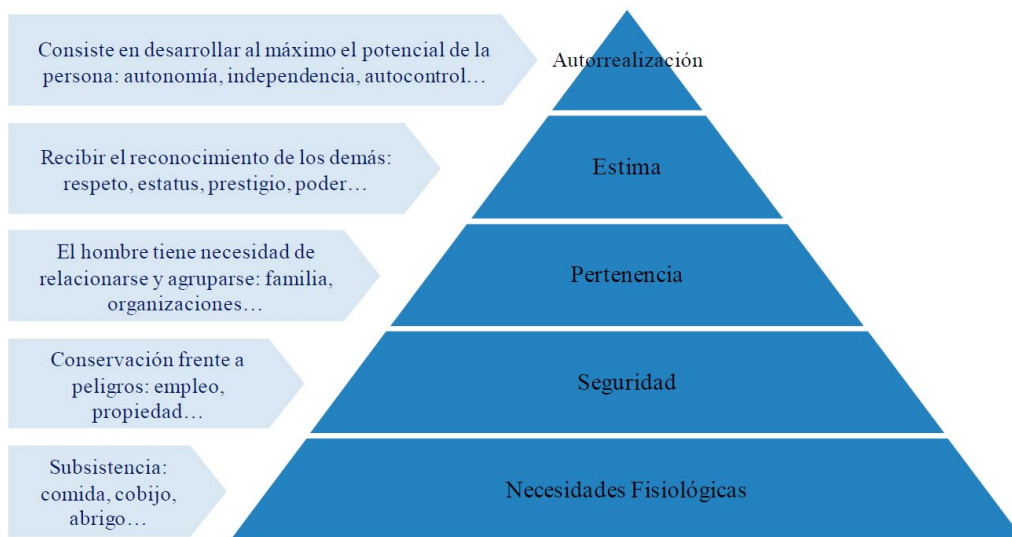 Consiste en desarrollar al máximo el potencial de la
persona: autonomía, independencia, autocontrol…
Autorrealización
Recibir el reconocimiento de los demás:
respeto, estatus, prestigio, poder…
Estima
El hombre tiene necesidad de
relacionarse y agruparse: familia,
organizaciones…
Pertenencia
Conservación frente a
peligros: empleo,
propiedad…
Seguridad
Subsistencia:
comida, cobijo,
abrigo…
Necesidades Fisiológicas